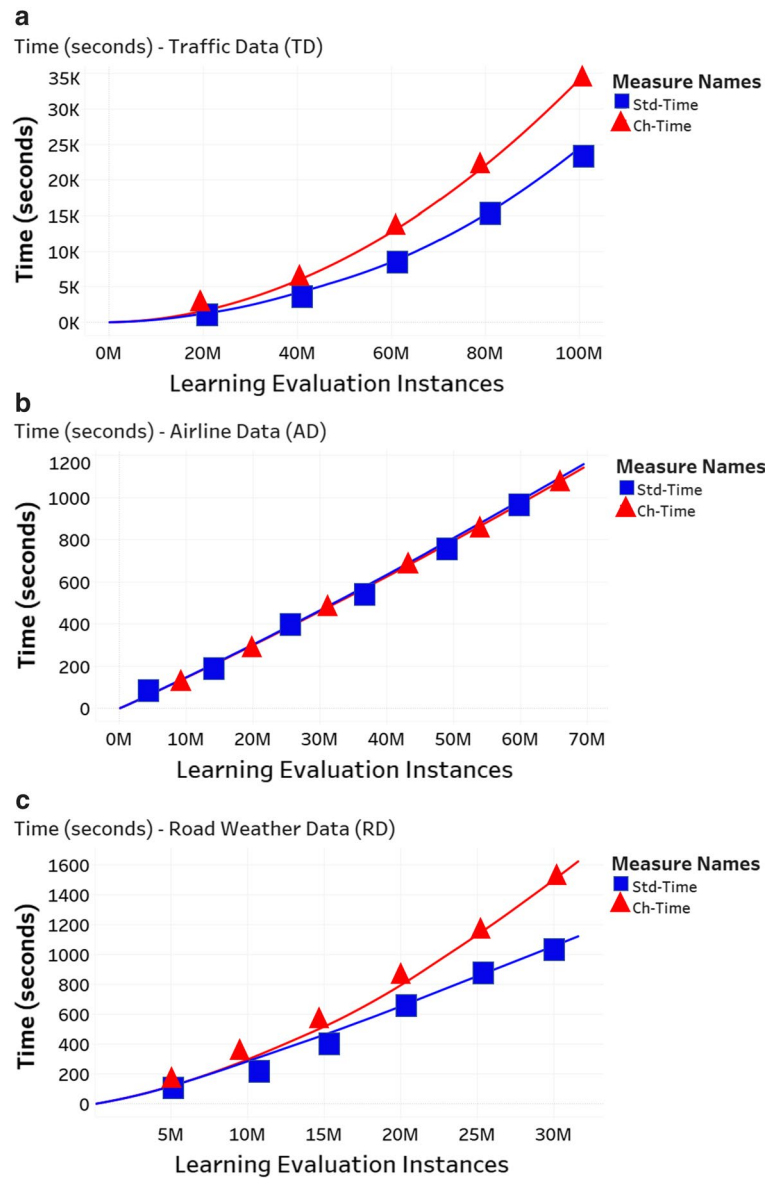 a
Time (seconds) - Traffic Data (TD)
35K
30K
25K
20K
15K
10K
5K
0K
Time (seconds)
0M 20M 40M 60M 80M 100M
Learning Evaluation Instances
Measure Names
Std-Time
Ch-Time
b
Time (seconds) - Airline Data (AD)
1200
1000
800
600
400
200
0
Time (seconds)
0M 10M 20M 30M 40M 50M 60M 70M
Learning Evaluation Instances
Measure Names
Std-Time
Ch-Time
c
Time (seconds) - Road Weather Data (RD)
1600
1400
1200
1000
800
600
400
200
0
Time (seconds)
5M 10M 15M 20M 25M 30M
Learning Evaluation Instances
Measure Names
Std-Time
Ch-Time